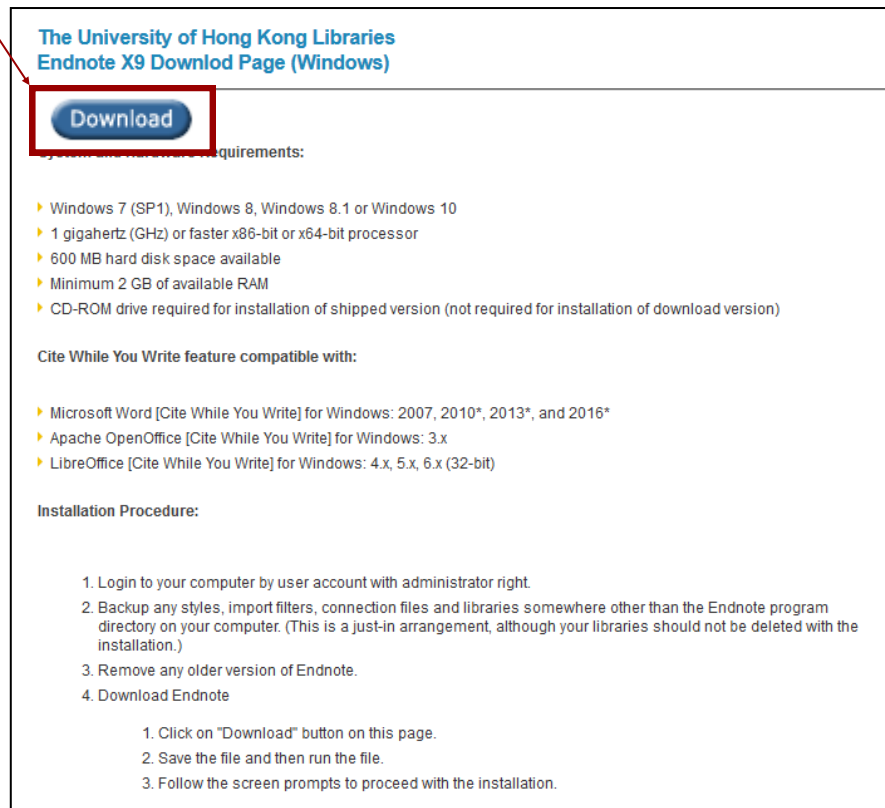 The University of Hong Kong Libraries
Endnote X9 Downlod Page (Windows)
Download
System and Hardware Requirements:
Windows 7 (SP1), Windows 8, Windows 8.1 or Windows 10
1 gigahertz (GHz) or faster x86-bit or x64-bit processor
600 MB hard disk space available
Minimum 2 GB of available RAM
CD-ROM drive required for installation of shipped version (not required for installation of download version)
Cite While You Write feature compatible with:
Microsoft Word [Cite While You Write] for Windows: 2007, 2010*, 2013*, and 2016*
Apache OpenOffice [Cite While You Write] for Windows: 3.x
LibreOffice [Cite While You Write] for Windows: 4.x, 5.x, 6.x (32-bit)
Installation Procedure:
1. Login to your computer by user account with administrator right.
2. Backup any styles, import filters, connection files and libraries somewhere other than the Endnote program
directory on your computer. (This is a just-in arrangement, although your libraries should not be deleted with the
installation.)
3. Remove any older version of Endnote.
4. Download Endnote
1. Click on "Download" button on this page.
2. Save the file and then run the file.
3. Follow the screen prompts to proceed with the installation.